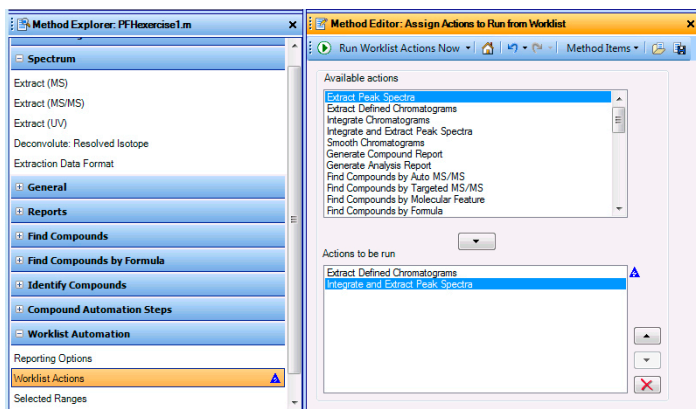 Method Explorer: PFHexercise1.m
Spectrum
Extract (MS)
Extract (MS/MS)
Extract (UV)
Deconvolute: Resolved Isotope
Extraction Data Format
General
Reports
Find Compounds
Find Compounds by Formula
Identify Compounds
Compound Automation Steps
Worklist Automation
Reporting Options
Worklist Actions
Selected Ranges
Method Editor: Assign Actions to Run from Worklist
Run Worklist Actions Now
Method Items
Available actions
Extract Peak Spectra
Extract Defined Chromatograms
Integrate Chromatograms
Integrate and Extract Peak Spectra
Smooth Chromatograms
Generate Compound Report
Generate Analysis Report
Find Compounds by Auto MS/MS
Find Compounds by Targeted MS/MS
Find Compounds by Molecular Feature
Find Compounds by Formula
Actions to be run
Extract Defined Chromatograms
Integrate and Extract Peak Spectra